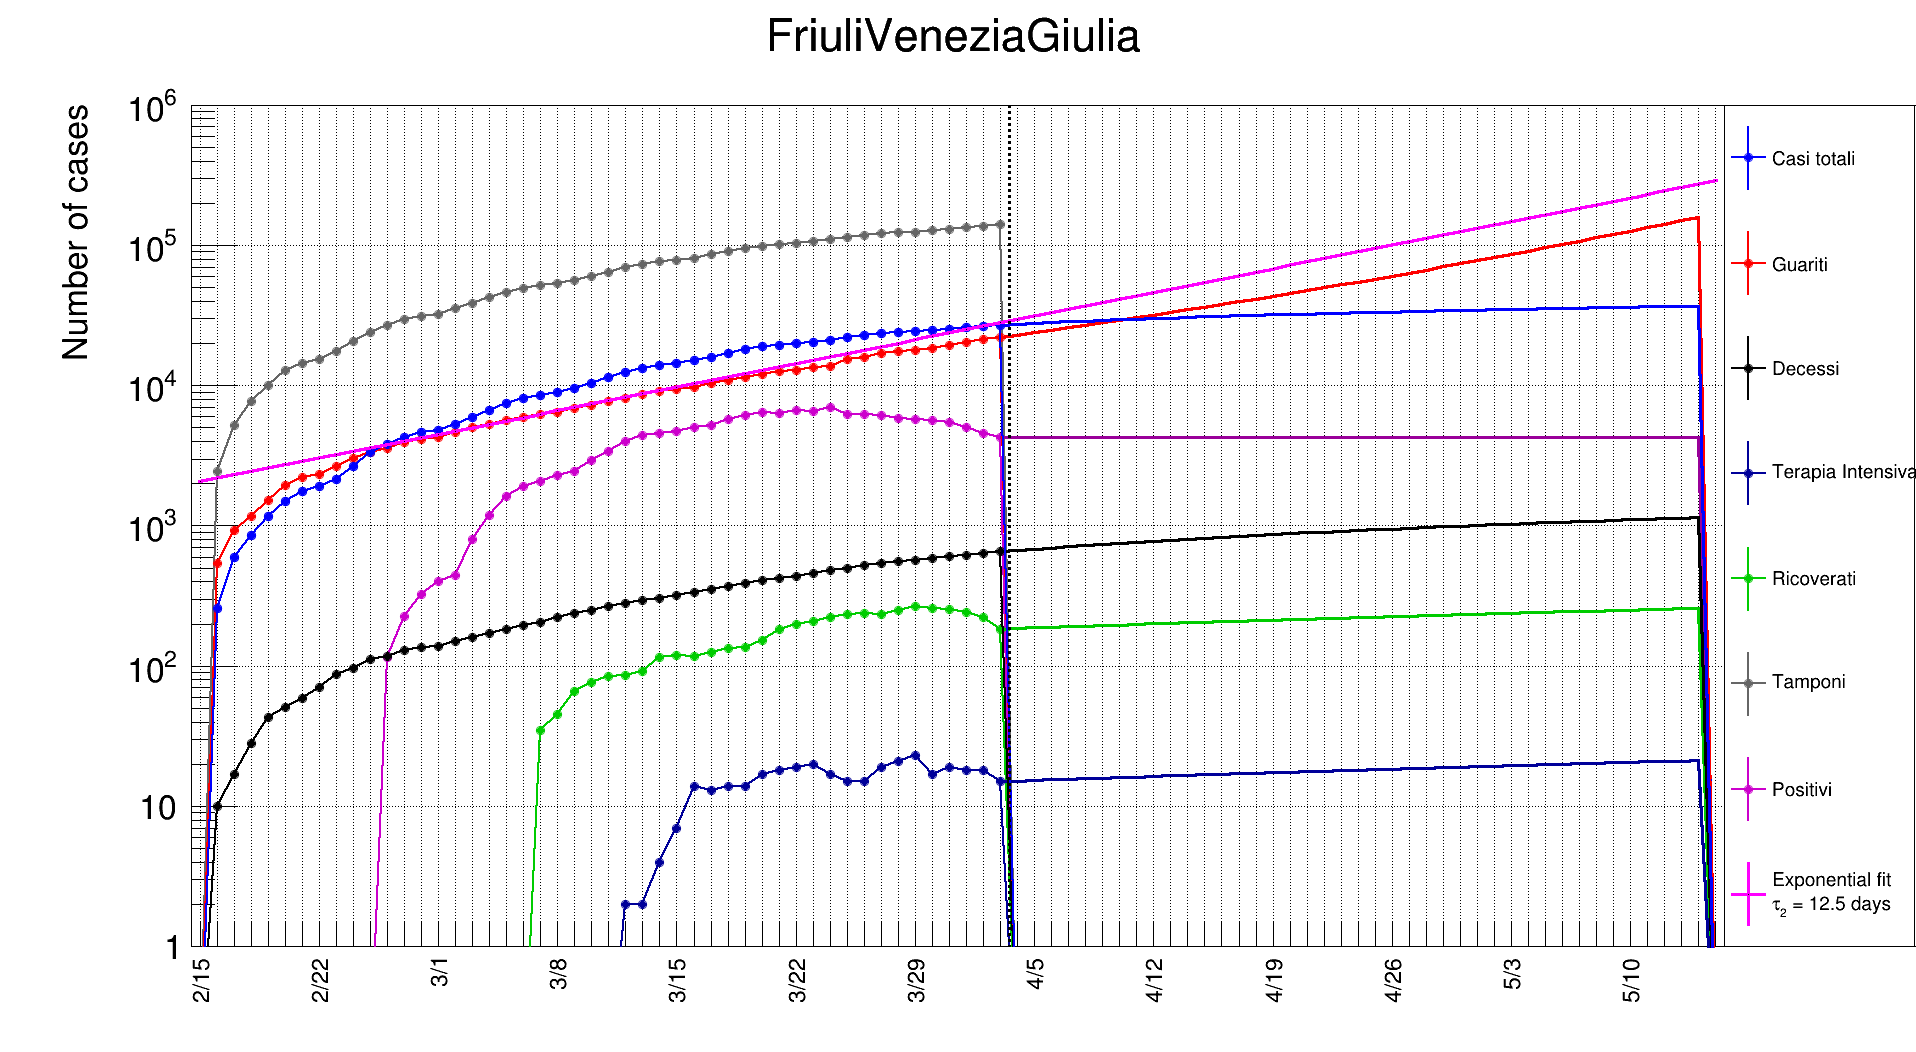 FriuliVeneziaGiulia
Number of cases
10^6
10^5
10^4
10^3
10^2
10
1
2/15
2/22
3/1
3/8
3/15
3/22
3/29
4/5
4/12
4/19
4/26
5/3
5/10
Casi totali
Guariti
Decessi
Terapia Intensiva
Ricoverati
Tamponi
Positivi
Exponential fit
τ_2 = 12.5 days